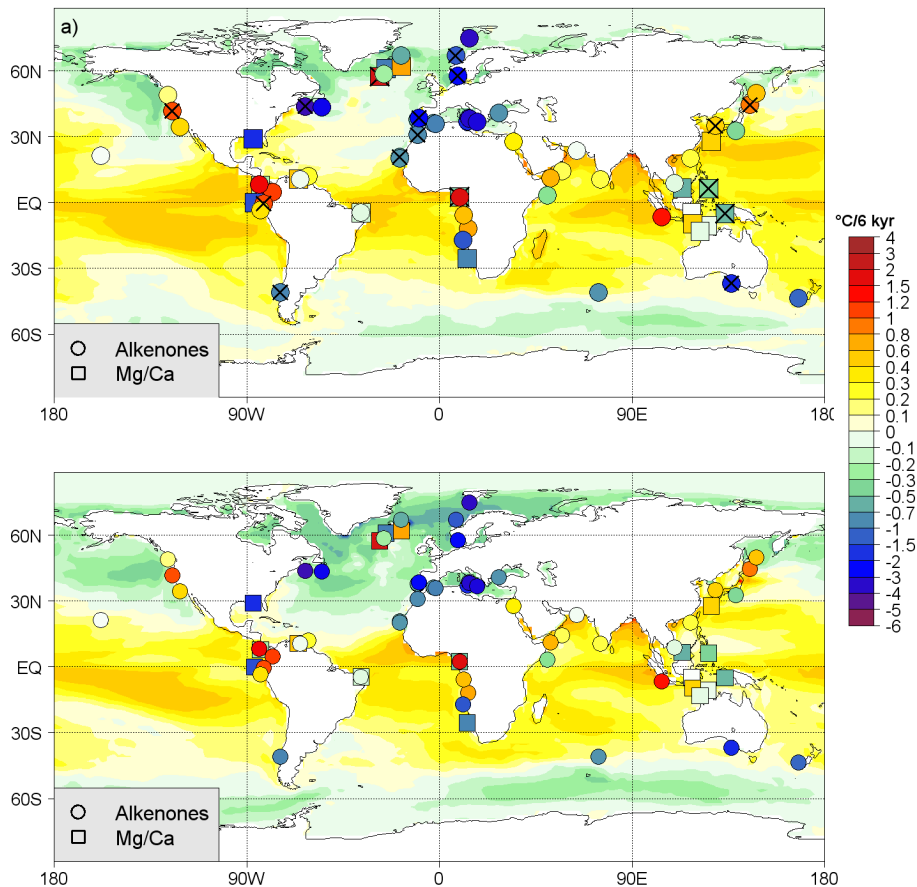 a)
60N
30N
EQ
30S
60S
Alkenones
Mg/Ca
180 90W 0 90E 180
°C/6 kyr
4
3
2
1.5
1.2
1
0.8
0.6
0.4
0.2
0.1
0
-0.1
-0.2
-0.3
-0.5
-0.7
-1
-1.5
-2
-3
-4
-5
-6
60N
30N
EQ
30S
60S
Alkenones
Mg/Ca
180 90W 0 90E 180